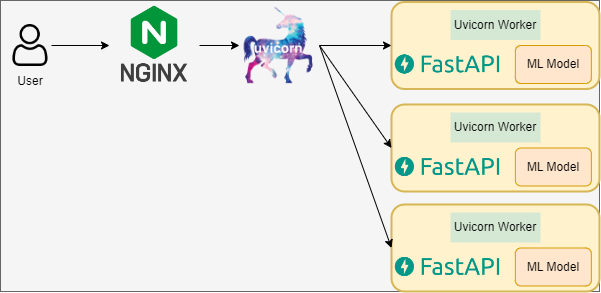 User
N
NGINX
uvicorn
Uvicorn Worker
FastAPI
ML Model
Uvicorn Worker
FastAPI
ML Model
Uvicorn Worker
FastAPI
ML Model